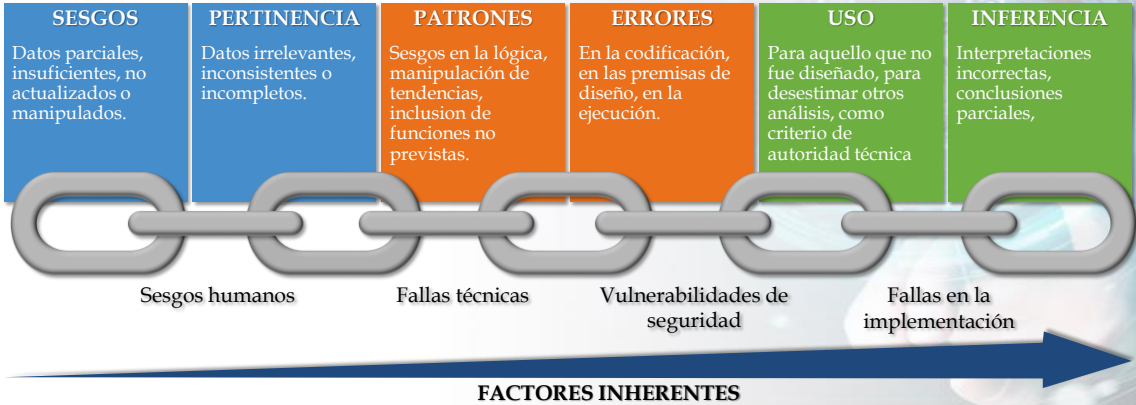 SESGOS
Datos parciales,
insuficientes, no
actualizados o
manipulados.
PERTINENCIA
Datos irrelevantes,
inconsistentes o
incompletos.
PATRONES
Sesgos en la lógica,
manipulación de
tendencias,
inclusion de
funciones no
previstas.
ERRORES
En la codificación,
en las premisas de
diseño, en la
ejecución.
USO
Para aquello que no
fue diseñado, para
desestimar otros
análisis, como
criterio de
autoridad técnica
INFERENCIA
Interpretaciones
incorrectas,
conclusiones
parciales,
Sesgos humanos
Fallas técnicas
Vulnerabilidades de
seguridad
Fallas en la
implementación
FACTORES INHERENTES